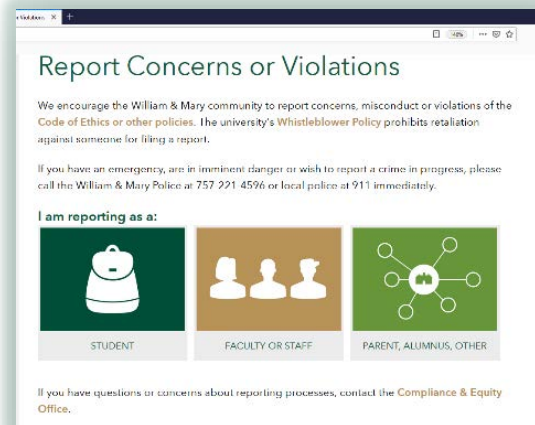 r Violations
140%
Report Concerns or Violations
We encourage the William & Mary community to report concerns, misconduct or violations of the
Code of Ethics or other policies. The university's Whistleblower Policy prohibits retaliation
against someone for filing a report.
If you have an emergency, are in imminent danger or wish to report a crime in progress, please
call the William & Mary Police at 757-221-4596 or local police at 911 immediately.
I am reporting as a:
STUDENT
FACULTY OR STAFF
PARENT, ALUMNUS, OTHER
If you have questions or concerns about reporting processes, contact the Compliance & Equity
Office.